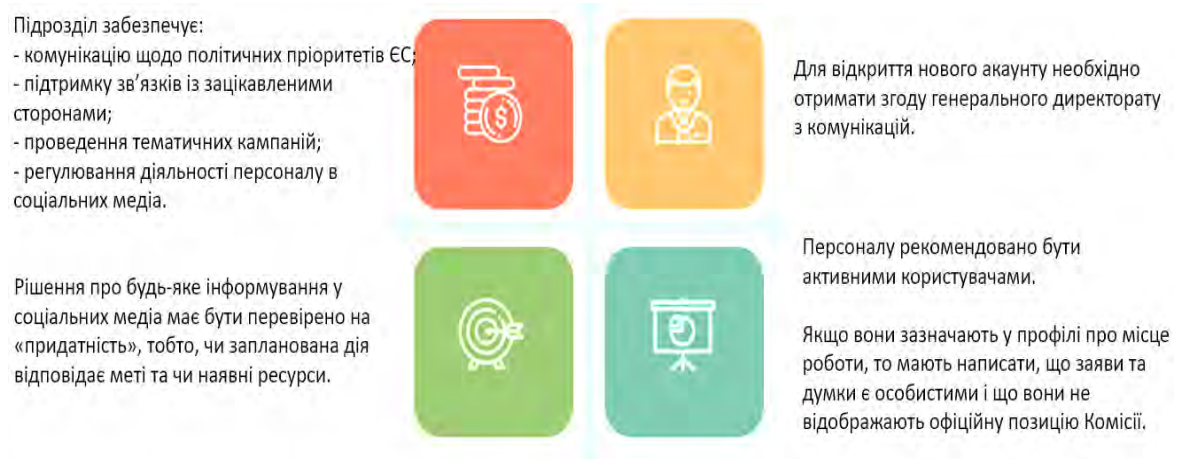 Підрозділ забезпечує:
- комунікацію щодо політичних пріоритетів ЄС;
- підтримку зв’язків із зацікавленими
сторонами;
- проведення тематичних кампаній;
- регулювання діяльності персоналу в
соціальних медіа.
$
Для відкриття нового акаунту необхідно
отримати згоду генерального директорату
з комунікацій.
Рішення про будь-яке інформування у
соціальних медіа має бути перевірено на
«придатність», тобто, чи запланована дія
відповідає меті та чи наявні ресурси.
Персоналу рекомендовано бути
активними користувачами.
Якщо вони зазначають у профілі про місце
роботи, то мають написати, що заяви та
думки є особистими і що вони не
відображають офіційну позицію Комісії.